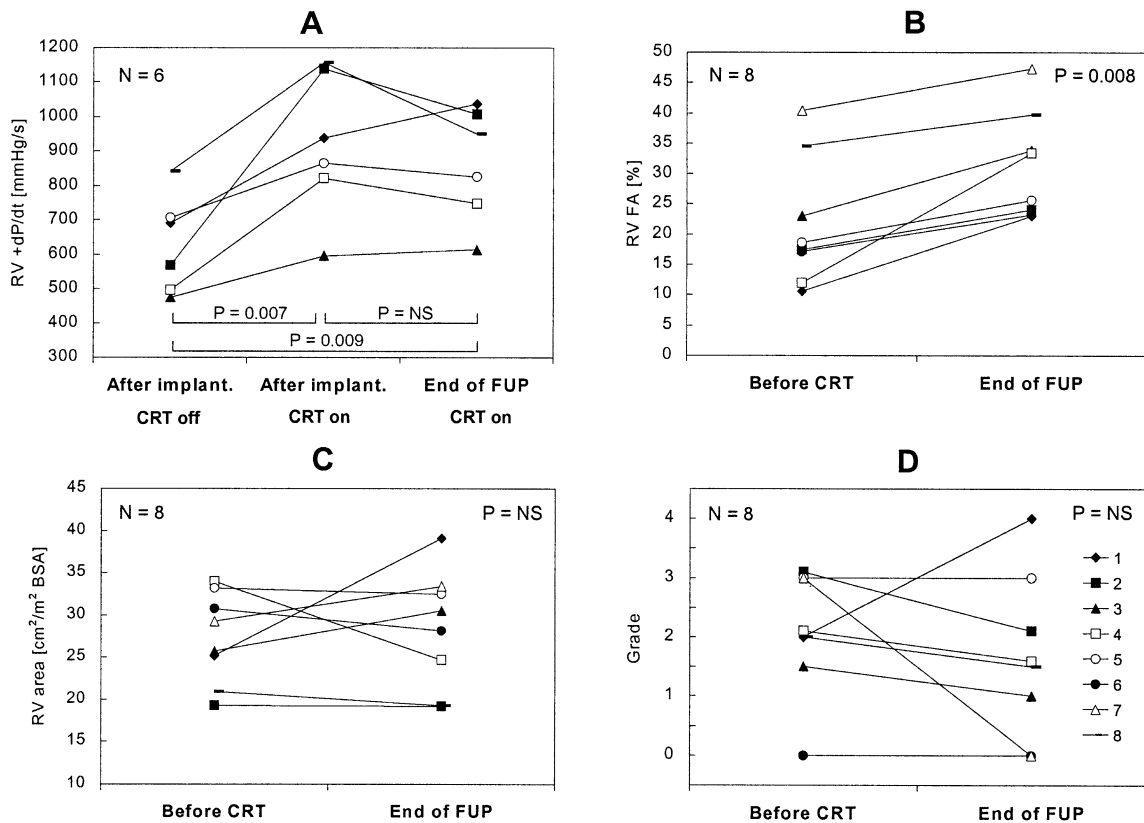 A
RV +dP/dt [mmHg/s]
1200
1100
1000
900
800
700
600
500
400
300
N = 6
P = 0.007
P = NS
P = 0.009
After implant.
CRT off
After implant.
CRT on
End of FUP
CRT on
B
RV FA [%]
50
45
40
35
30
25
20
15
10
5
0
N = 8
P = 0.008
Before CRT
End of FUP
C
RV area [cm²/m² BSA]
45
40
35
30
25
20
15
10
N = 8
P = NS
Before CRT
End of FUP
D
Grade
4
3
2
1
0
N = 8
P = NS
1
2
3
4
5
6
7
8
Before CRT
End of FUP